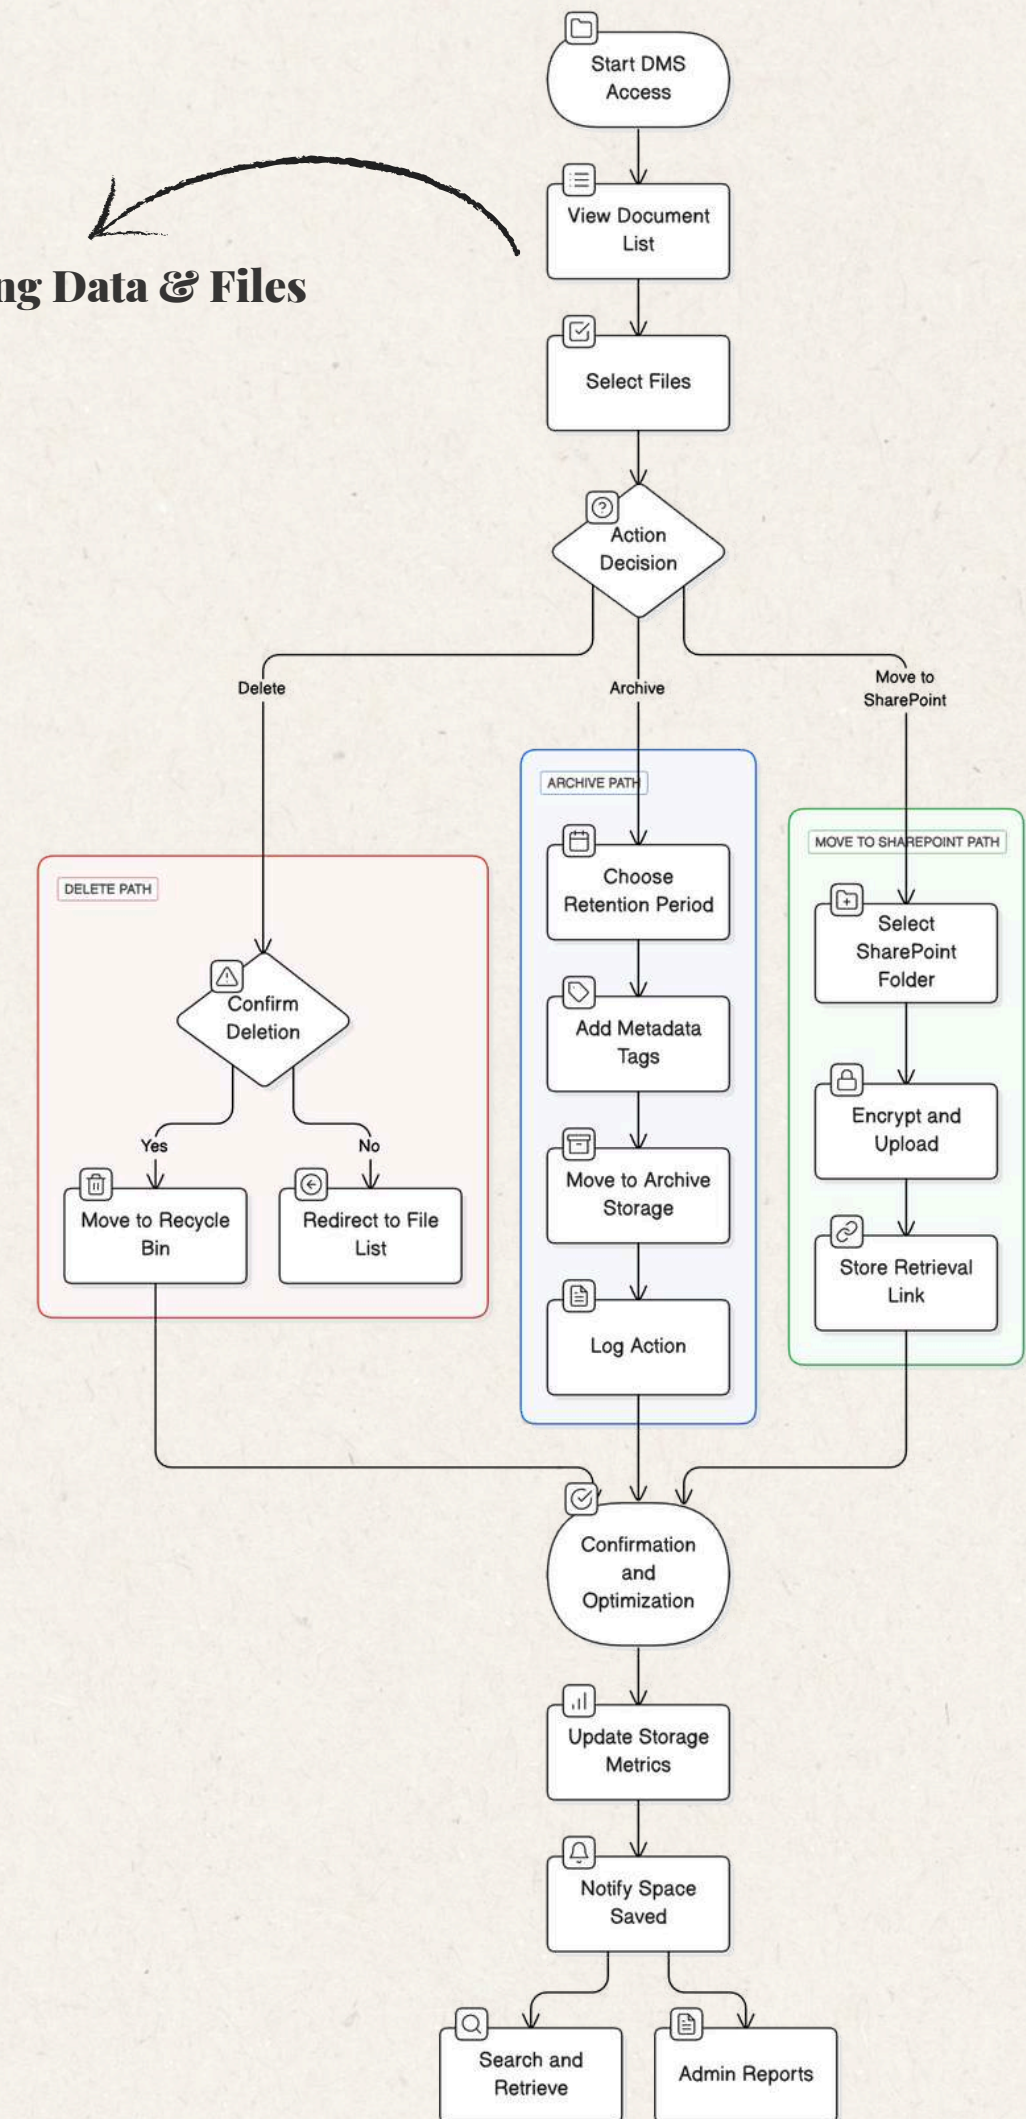 Start DMS
Access
View Document
List
Data & Files
Select Files
Action
Decision
Delete
Archive
Move to
SharePoint
DELETE PATH
Confirm
Deletion
Yes
No
Move to Recycle
Bin
Redirect to File
List
ARCHIVE PATH
Choose
Retention Period
Add Metadata
Tags
Move to Archive
Storage
Log Action
MOVE TO SHAREPOINT PATH
Select
SharePoint
Folder
Encrypt and
Upload
Store Retrieval
Link
Confirmation
and
Optimization
Update Storage
Metrics
Notify Space
Saved
Search and
Retrieve
Admin Reports